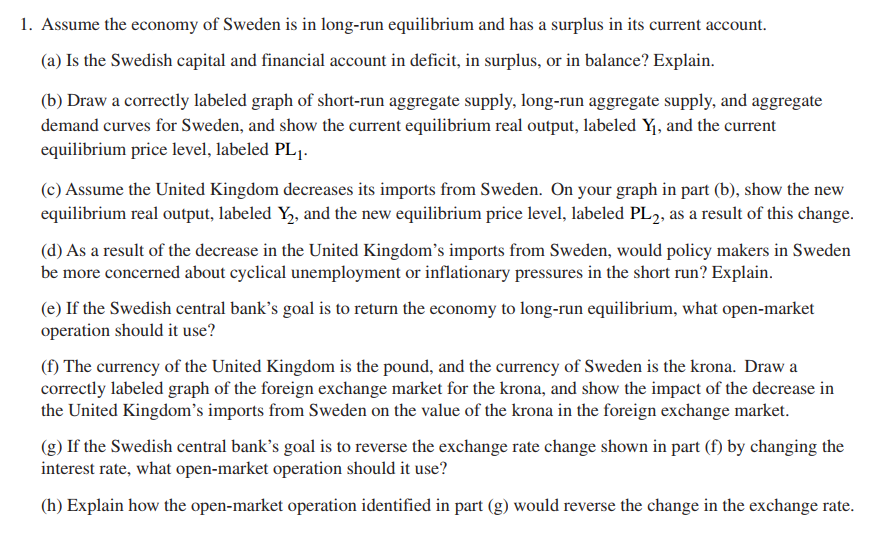 1. Assume the economy of Sweden is in long-run equilibrium and has a surplus in its current account.
(a) Is the Swedish capital and financial account in deficit, in surplus, or in balance? Explain.
(b) Draw a correctly labeled graph of short-run aggregate supply, long-run aggregate supply, and aggregate
demand curves for Sweden, and show the current equilibrium real output, labeled Y₁, and the current
equilibrium price level, labeled PL₁.
(c) Assume the United Kingdom decreases its imports from Sweden. On your graph in part (b), show the new
equilibrium real output, labeled Y₂, and the new equilibrium price level, labeled PL₂, as a result of this change.
(d) As a result of the decrease in the United Kingdom’s imports from Sweden, would policy makers in Sweden
be more concerned about cyclical unemployment or inflationary pressures in the short run? Explain.
(e) If the Swedish central bank’s goal is to return the economy to long-run equilibrium, what open-market
operation should it use?
(f) The currency of the United Kingdom is the pound, and the currency of Sweden is the krona. Draw a
correctly labeled graph of the foreign exchange market for the krona, and show the impact of the decrease in
the United Kingdom’s imports from Sweden on the value of the krona in the foreign exchange market.
(g) If the Swedish central bank’s goal is to reverse the exchange rate change shown in part (f) by changing the
interest rate, what open-market operation should it use?
(h) Explain how the open-market operation identified in part (g) would reverse the change in the exchange rate.